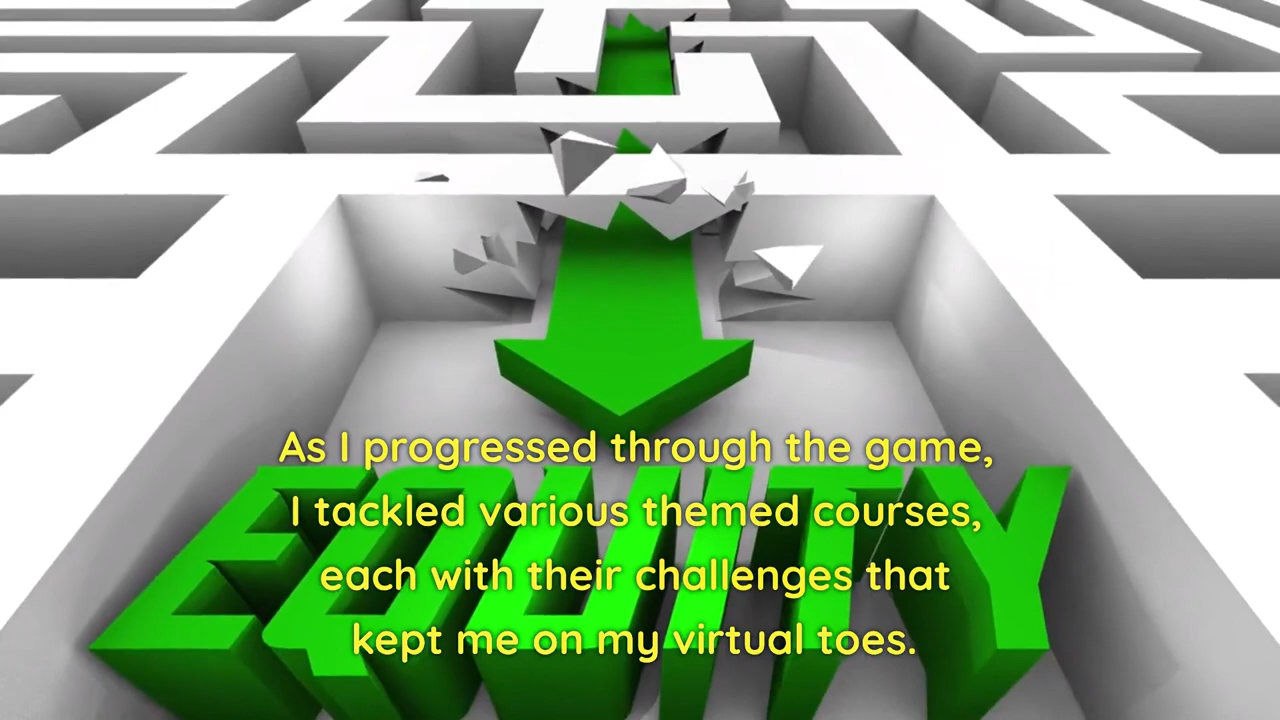 As I progressed through the game,
I tackled various themed courses,
each with their challenges that
kept me on my virtual toes.
EQUITY